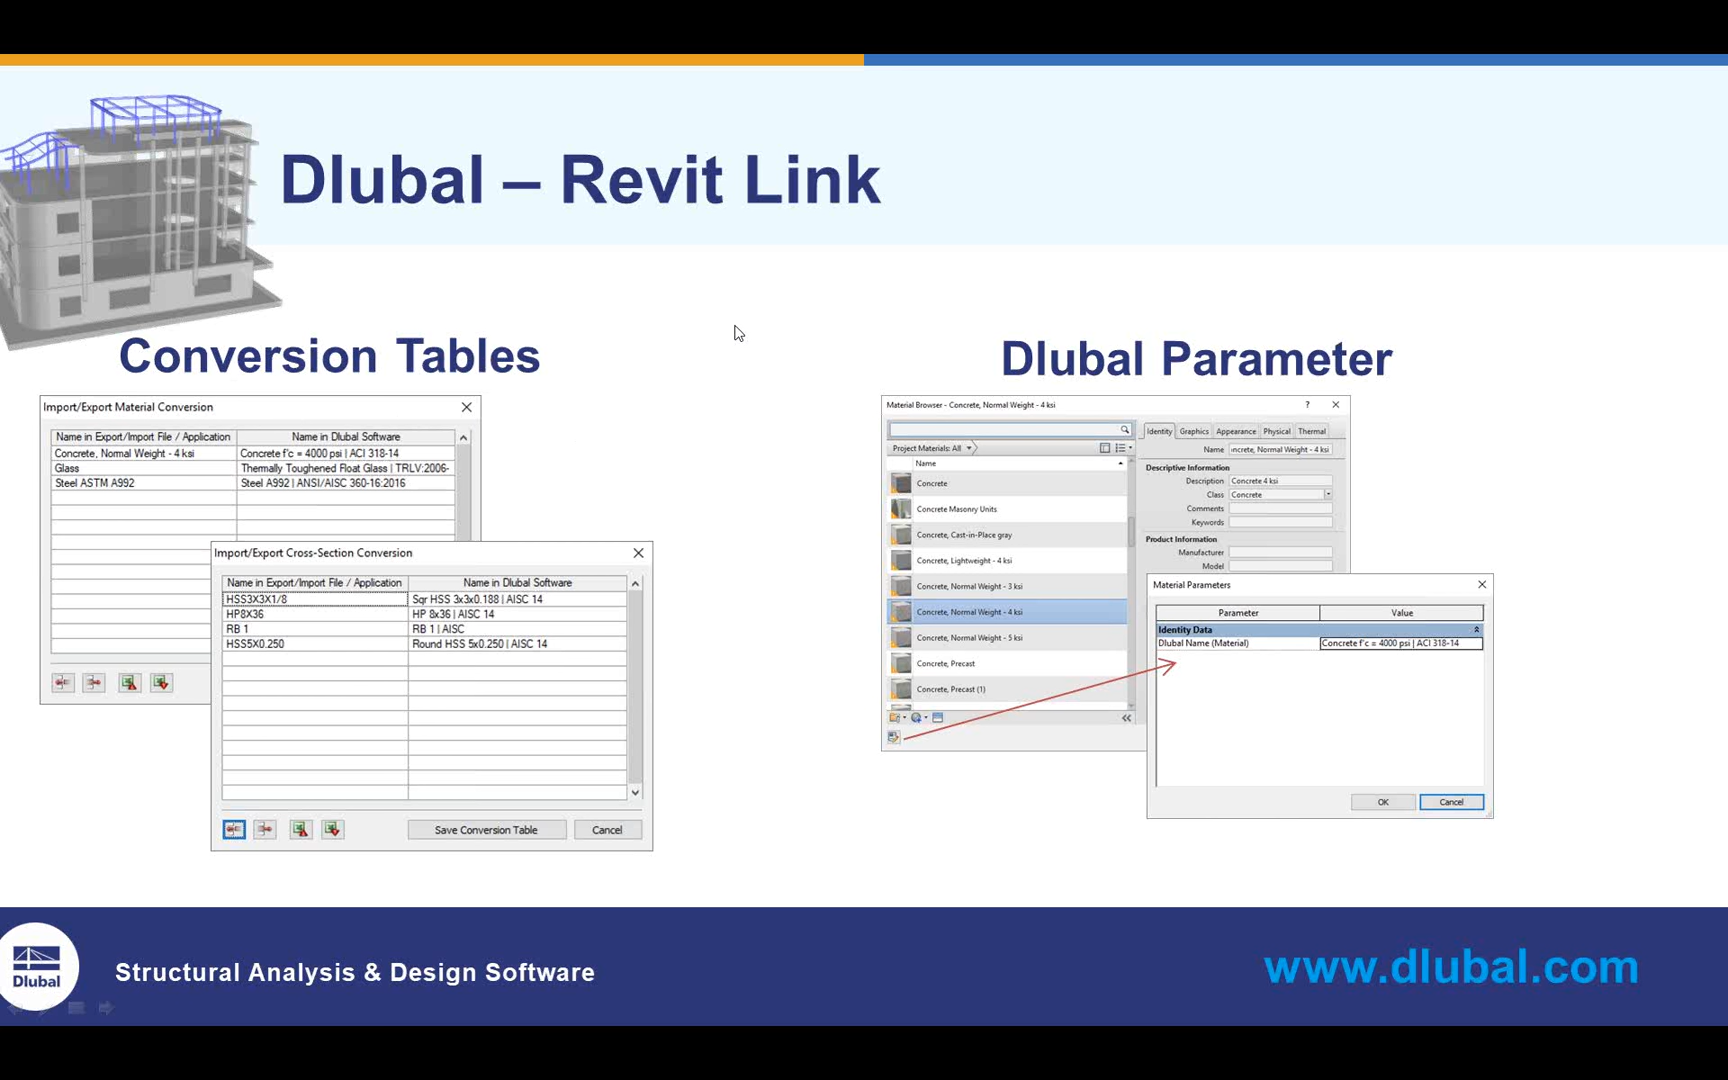 Dlubal – Revit Link
Conversion Tables
Import/Export Material Conversion
Name in Export/Import File / Application Name in Dlubal Software
Concrete, Normal Weight - 4 ksi Concrete f'c = 4000 psi | ACI 318-14
Glass Thermally Toughened Float Glass | TRLV:2006-
Steel ASTM A992 Steel A992 | ANSI/AISC 360-16:2016
Import/Export Cross-Section Conversion
Name in Export/Import File / Application Name in Dlubal Software
HSS3X3X1/8 Sqr HSS 3x3x0.188 | AISC 14
HP8X36 HP 8x36 | AISC 14
RB 1 RB 1 | AISC
HSS5X0.250 Round HSS 5x0.250 | AISC 14
Save Conversion Table Cancel
Dlubal Parameter
Material Browser - Concrete, Normal Weight - 4 ksi ?
Project Materials: All
Name
Concrete
Concrete Masonry Units
Concrete, Cast-in-Place gray
Concrete, Lightweight - 4 ksi
Concrete, Normal Weight - 3 ksi
Concrete, Normal Weight - 4 ksi
Concrete, Normal Weight - 5 ksi
Concrete, Precast
Concrete, Precast (1)
Identity Graphics Appearance Physical Thermal
Name ncrete, Normal Weight - 4 ksi
Descriptive Information
Description Concrete 4 ksi
Class Concrete
Comments
Keywords
Product Information
Manufacturer
Model
Material Parameters
Parameter Value
Identity Data
Dlubal Name (Material) Concrete f'c = 4000 psi | ACI 318-14
OK Cancel
Dlubal
Structural Analysis & Design Software
www.dlubal.com